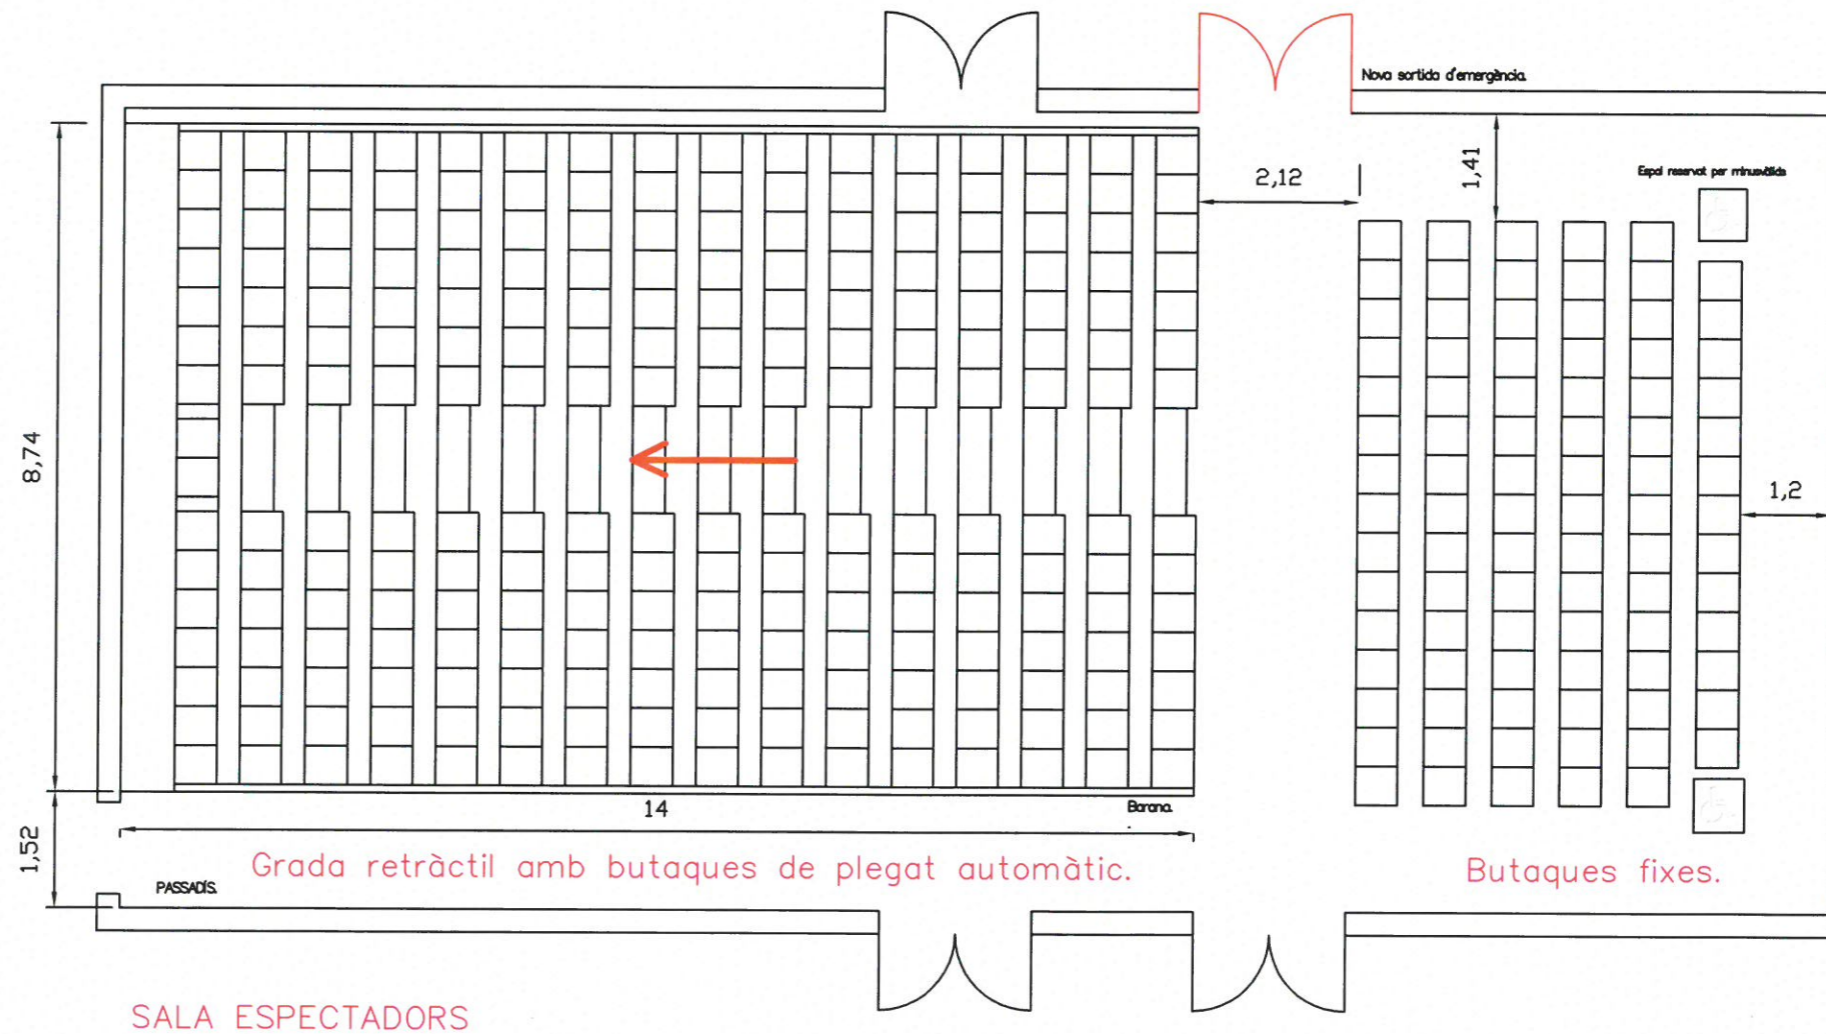 Nova sortida d'emergència.
2,12
1,41
Espai reservat per minusvàlids
8,74
1,2
14
Barana.
1,52
Grada retràctil amb butaques de plegat automàtic.
Butaques fixes.
PASSADÍS.
SALA ESPECTADORS